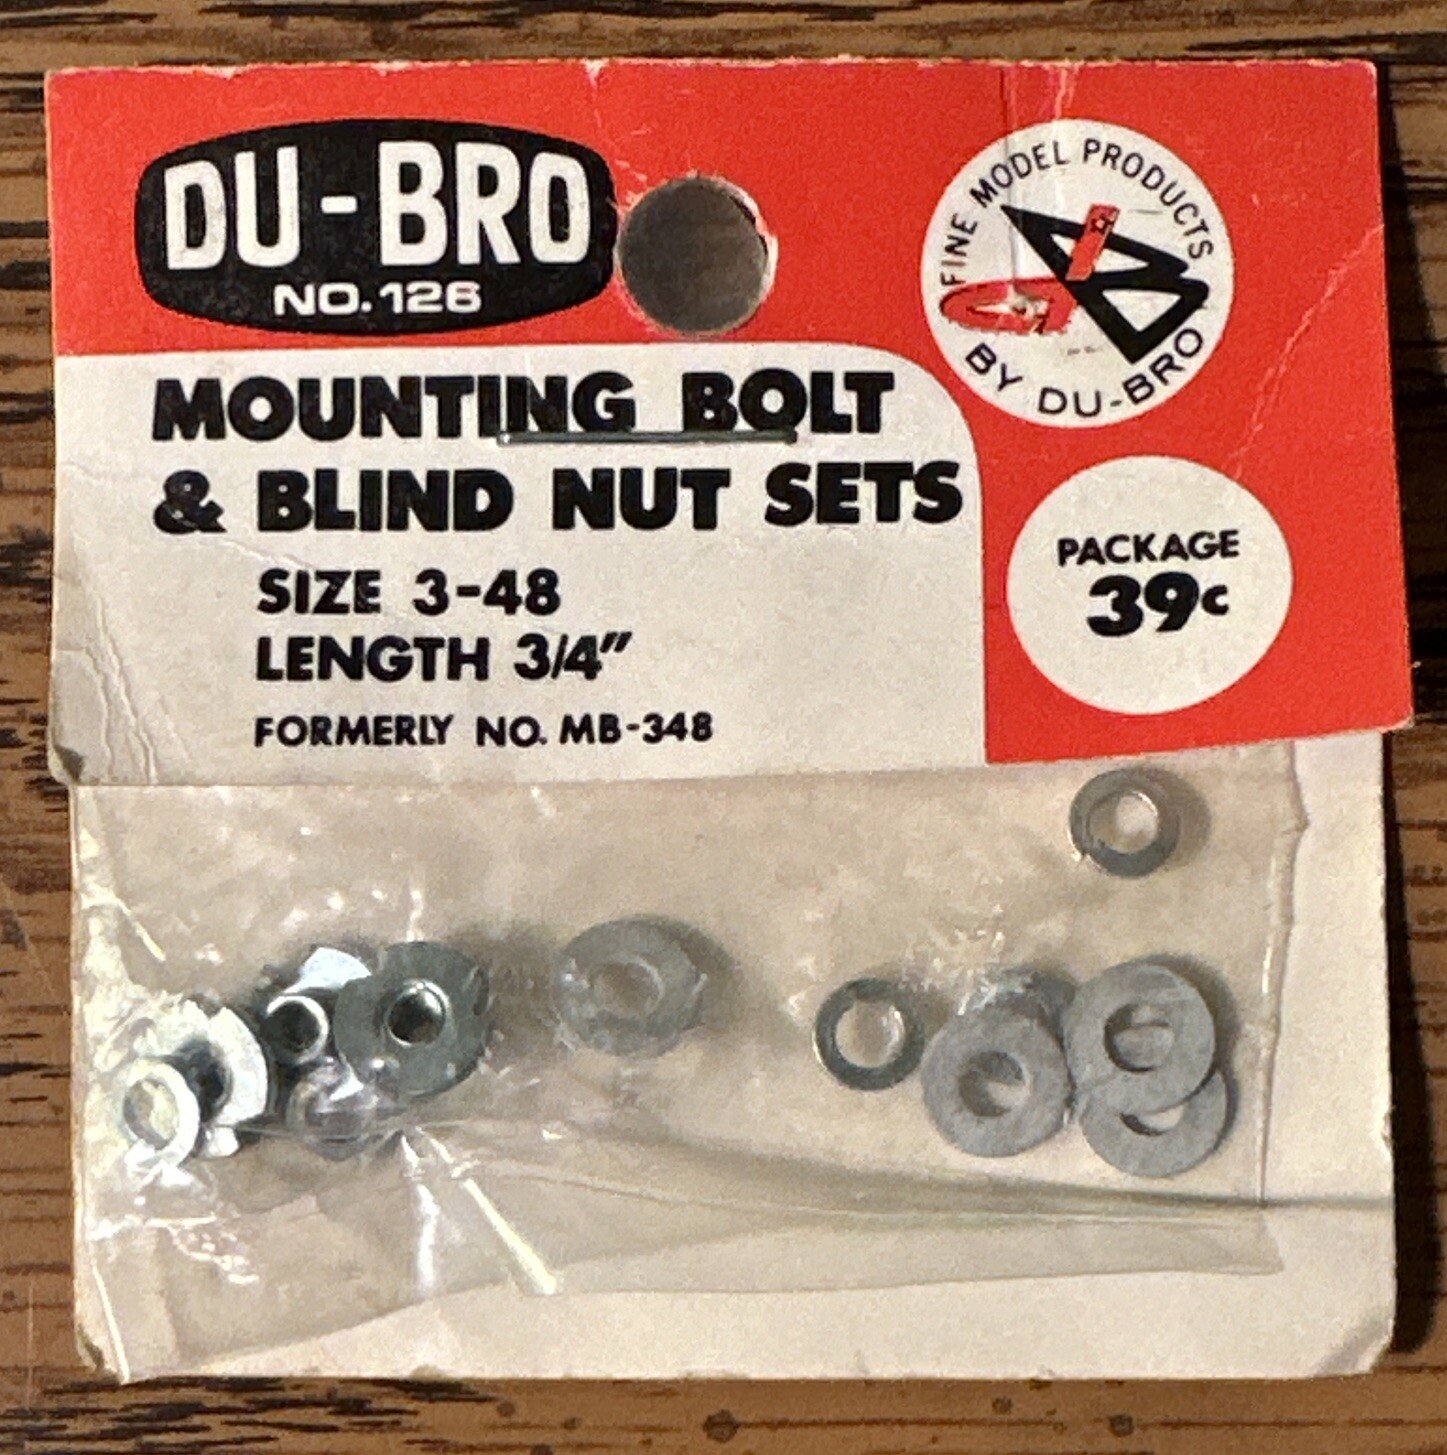 DU-BRO
NO. 126
FINE MODEL PRODUCTS
BY DU-BRO
MOUNTING BOLT
& BLIND NUT SETS
SIZE 3-48
LENGTH 3/4"
FORMERLY NO. MB-348
PACKAGE
39c